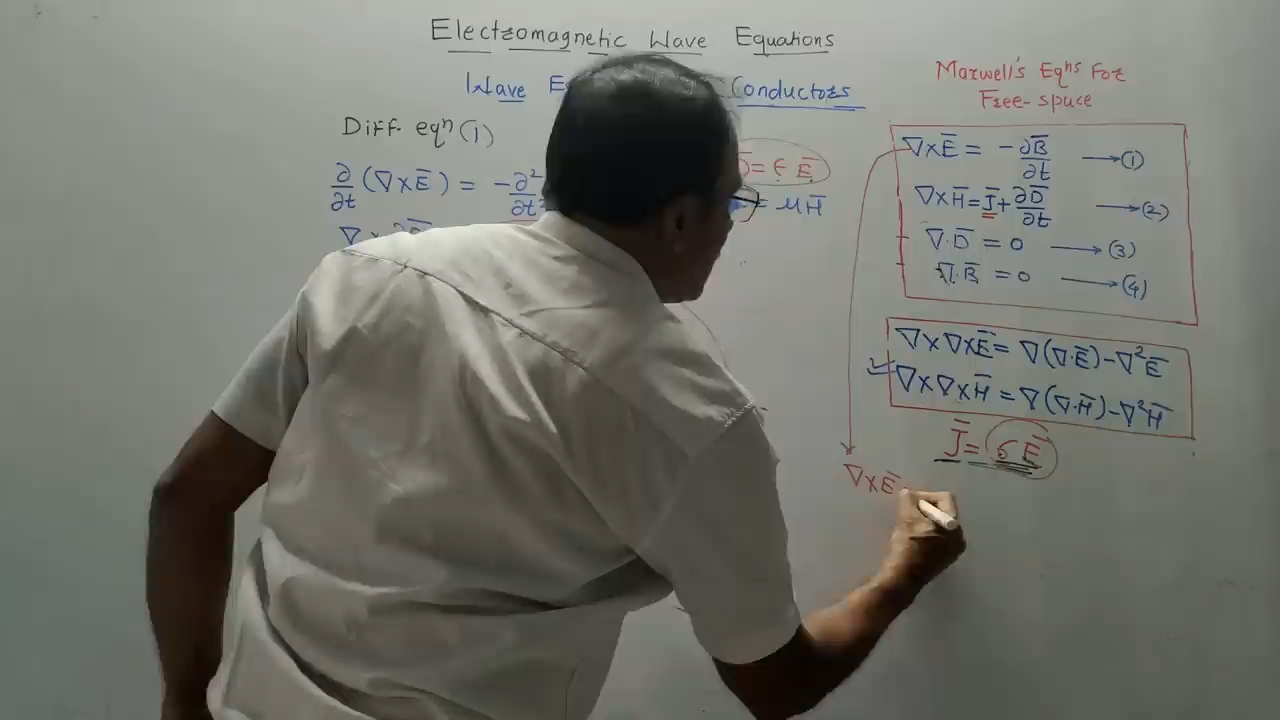 Electromagnetic Wave Equations
Wave Conductors
Diff. eqⁿ (1)
∂/∂t (∇×E̅) = -∂²/∂t²
= ϵ E̅
= μH̅
Maxwell's Eqⁿs For
Free-space
∇×E̅ = -∂B̅/∂t → (1)
∇×H̅ = J̅ + ∂D̅/∂t → (2)
∇.D̅ = 0 → (3)
∇.B̅ = 0 → (4)
∇×∇×E̅ = ∇(∇.E̅)-∇²E̅
∇×∇×H̅ = ∇(∇.H̅)-∇²H̅
J̅ = σE̅
∇×E̅